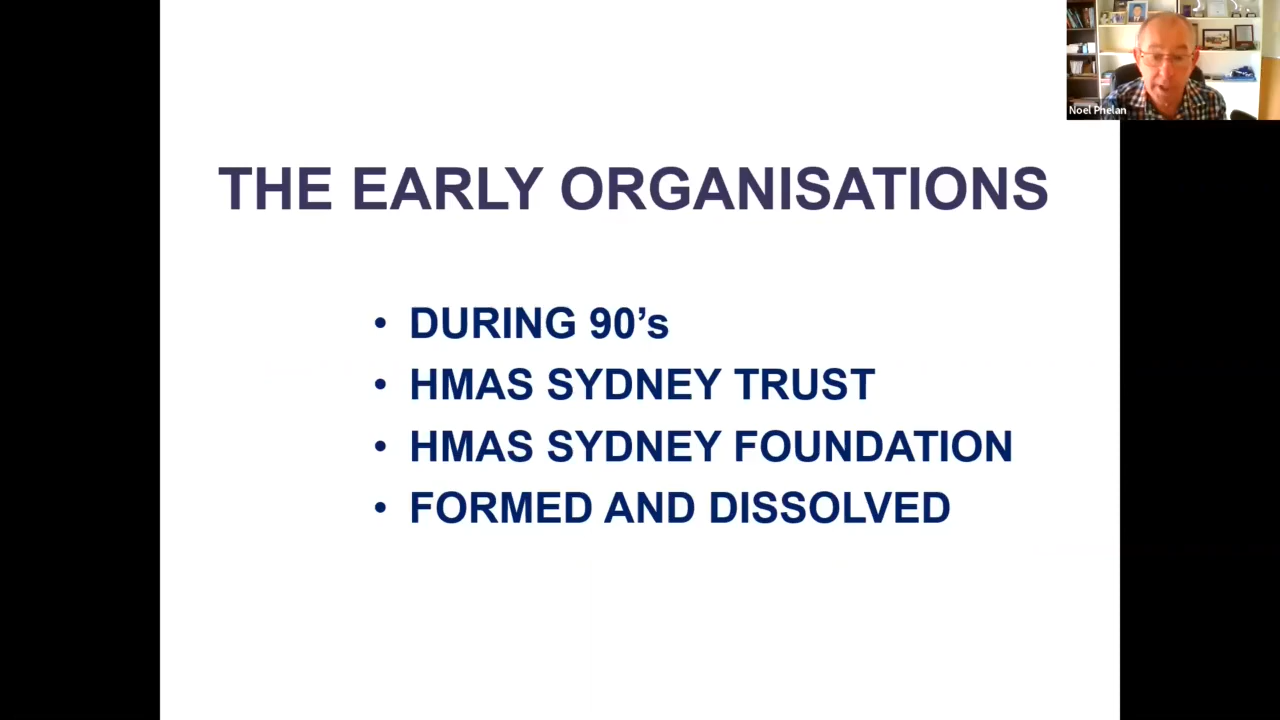 Noel Phelan
THE EARLY ORGANISATIONS
• DURING 90’s
• HMAS SYDNEY TRUST
• HMAS SYDNEY FOUNDATION
• FORMED AND DISSOLVED